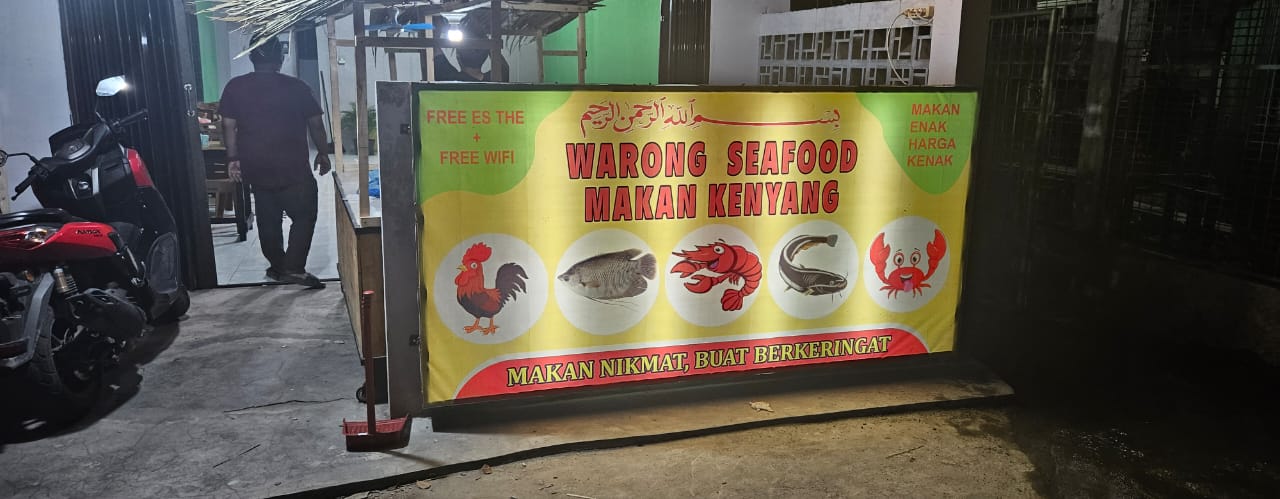 FREE ES THE
+
FREE WIFI
بسم الله الرحمن الرحيم
WARONG SEAFOOD
MAKAN KENYANG
MAKAN
ENAK
HARGA
KENAK
MAKAN NIKMAT, BUAT BERKERINGAT